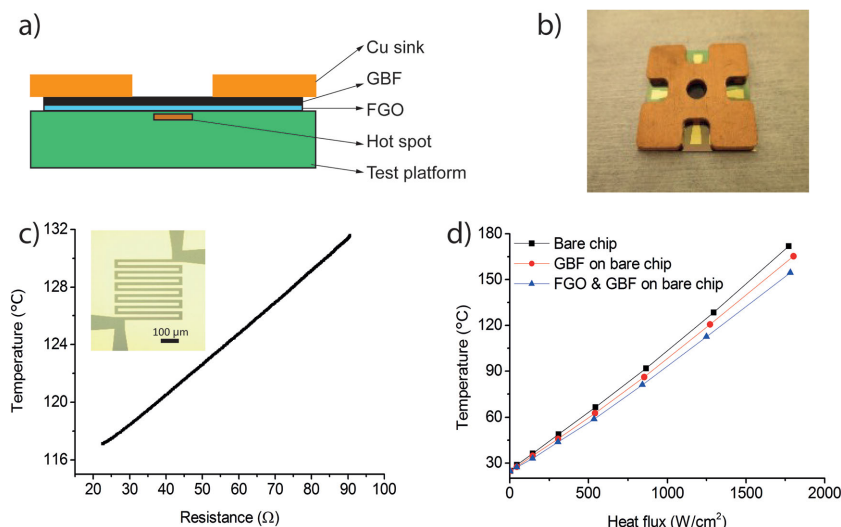 a)
Cu sink
GBF
FGO
Hot spot
Test platform
b)
c)
132
128
124
120
116
Temperature (°C)
100 µm
20 30 40 50 60 70 80 90 100
Resistance (Ω)
d)
180
150
120
90
60
30
Temperature (°C)
Bare chip
GBF on bare chip
FGO & GBF on bare chip
0 500 1000 1500 2000
Heat flux (W/cm²)